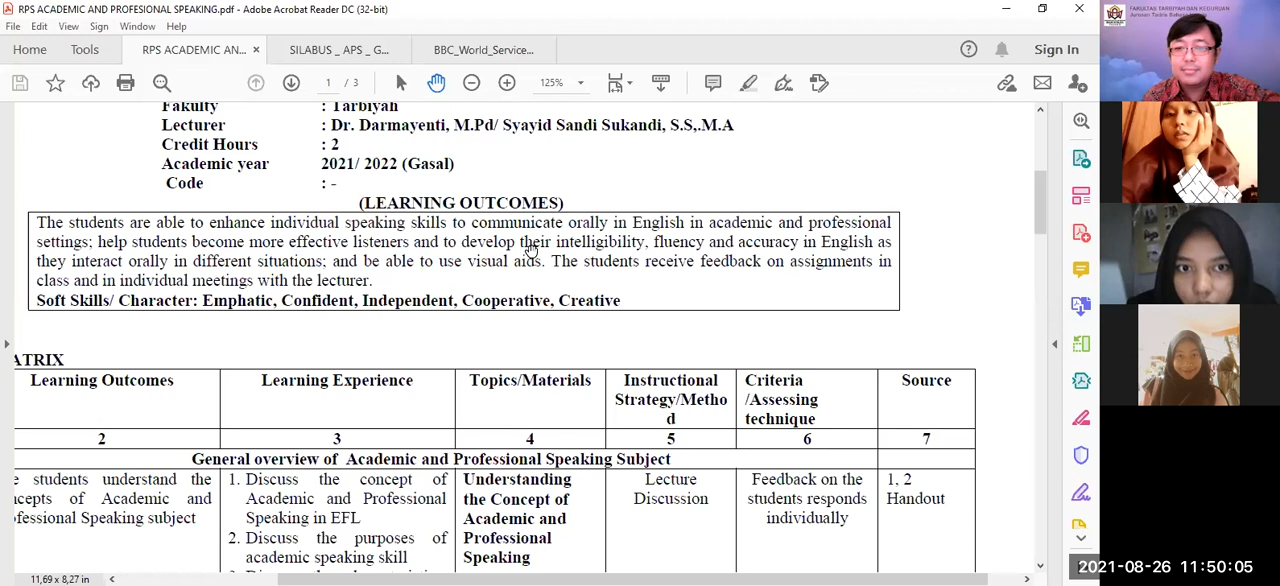 RPS ACADEMIC AND PROFESIONAL SPEAKING.pdf - Adobe Acrobat Reader DC (32-bit)
File Edit View Sign Window Help
Home Tools RPS ACADEMIC AN... × SILABUS _ APS _ G... BBC_World_Service... Sign In
1 / 3 125%
Fakulty : Tarbiyah
Lecturer : Dr. Darmayenti, M.Pd/ Syayid Sandi Sukandi, S.S,.M.A
Credit Hours : 2
Academic year 2021/ 2022 (Gasal)
Code : -
(LEARNING OUTCOMES)
The students are able to enhance individual speaking skills to communicate orally in English in academic and professional
settings; help students become more effective listeners and to develop their intelligibility, fluency and accuracy in English as
they interact orally in different situations; and be able to use visual aids. The students receive feedback on assignments in
class and in individual meetings with the lecturer.
Soft Skills/ Character: Emphatic, Confident, Independent, Cooperative, Creative
ATRIX
Learning Outcomes
Learning Experience
Topics/Materials
Instructional
Strategy/Metho
d
Criteria
/Assessing
technique
Source
2 3 4 5 6 7
General overview of Academic and Professional Speaking Subject
e students understand the
ncepts of Academic and
ofessional Speaking subject
1. Discuss the concept of
Academic and Professional
Speaking in EFL
2. Discuss the purposes of
academic speaking skill
Understanding
the Concept of
Academic and
Professional
Speaking
Lecture
Discussion
Feedback on the
students responds
individually
1, 2
Handout
11,69 x 8,27 in
FAKULTAS TARBIYAH DAN KEGURUAN
2021-08-26 11:50:05